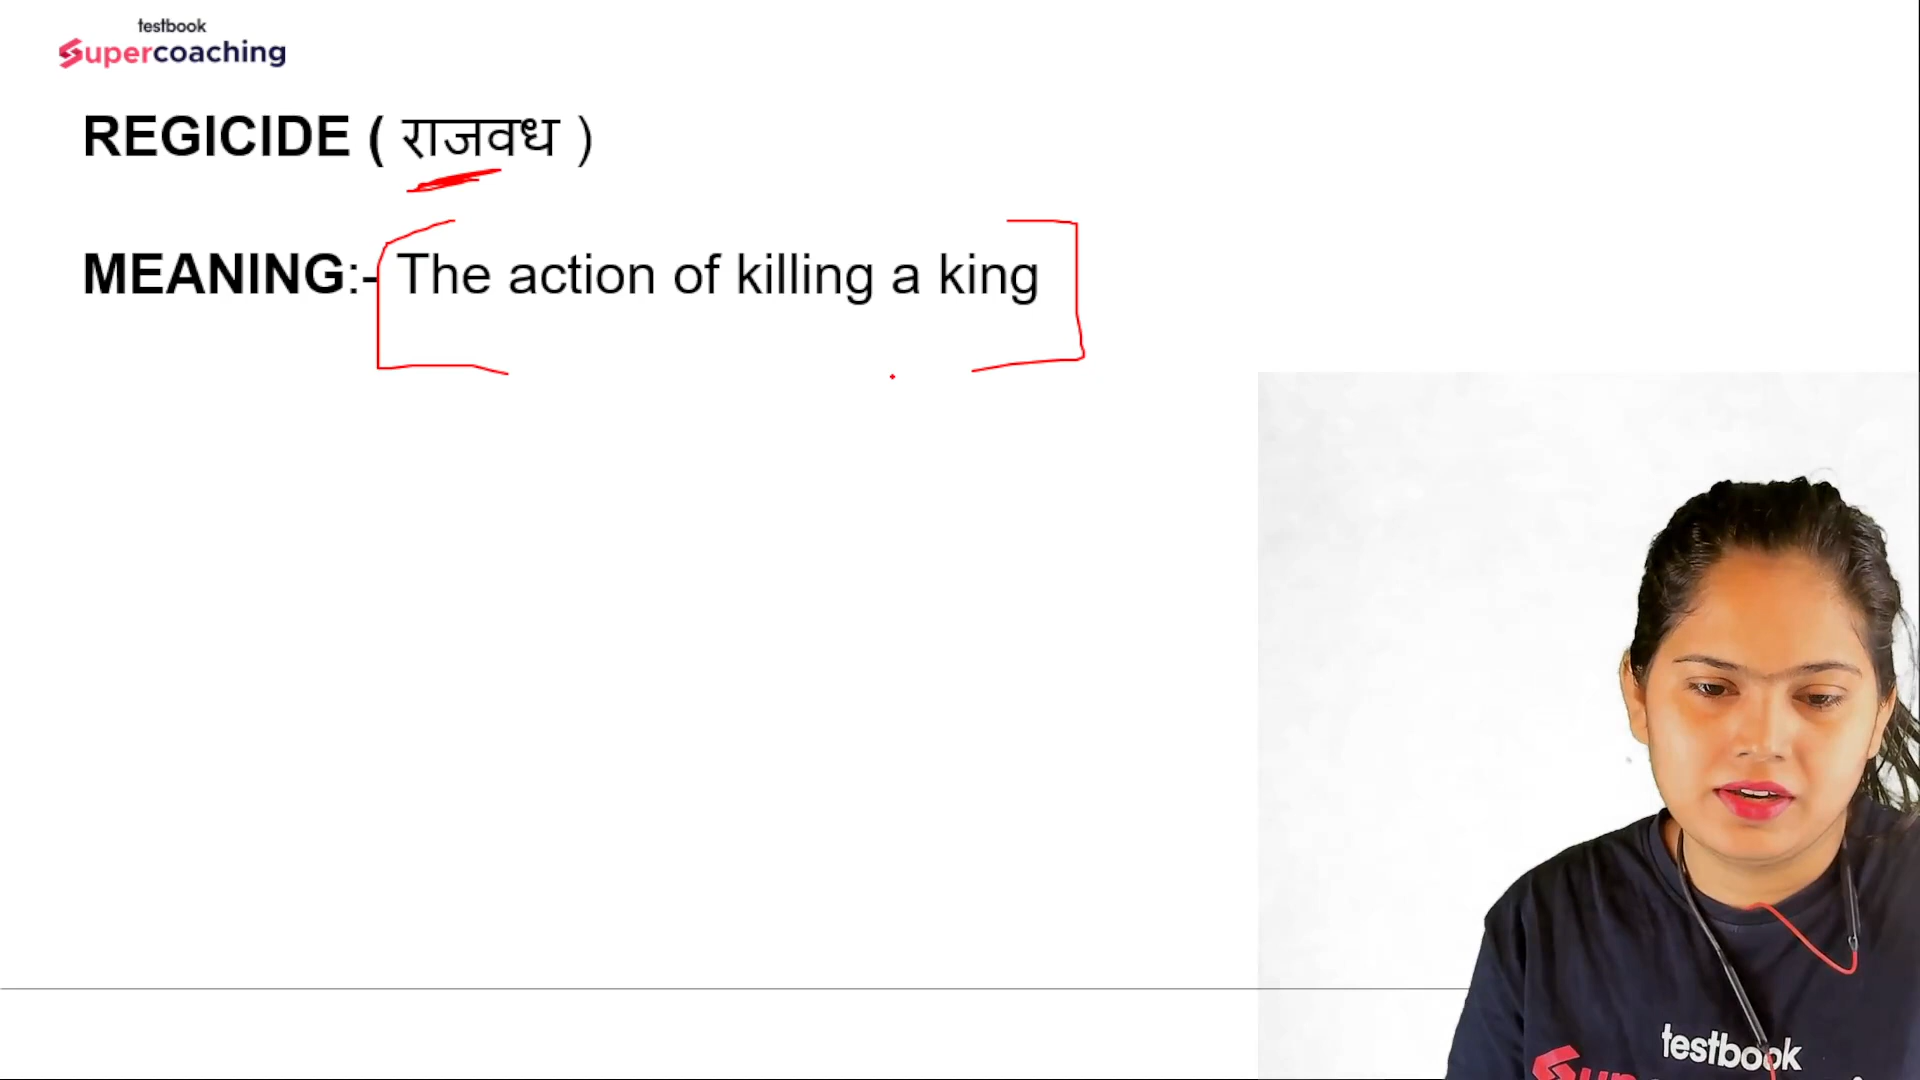 testbook
Supercoaching
REGICIDE ( राजवध )
MEANING:- The action of killing a king
testbook